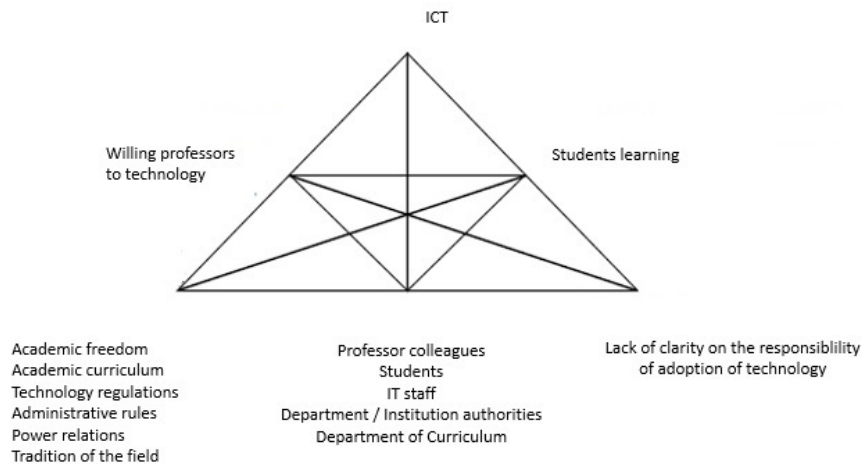 ICT
Willing professors
to technology
Students learning
Academic freedom
Academic curriculum
Technology regulations
Administrative rules
Power relations
Tradition of the field
Professor colleagues
Students
IT staff
Department / Institution authorities
Department of Curriculum
Lack of clarity on the responsiblility
of adoption of technology